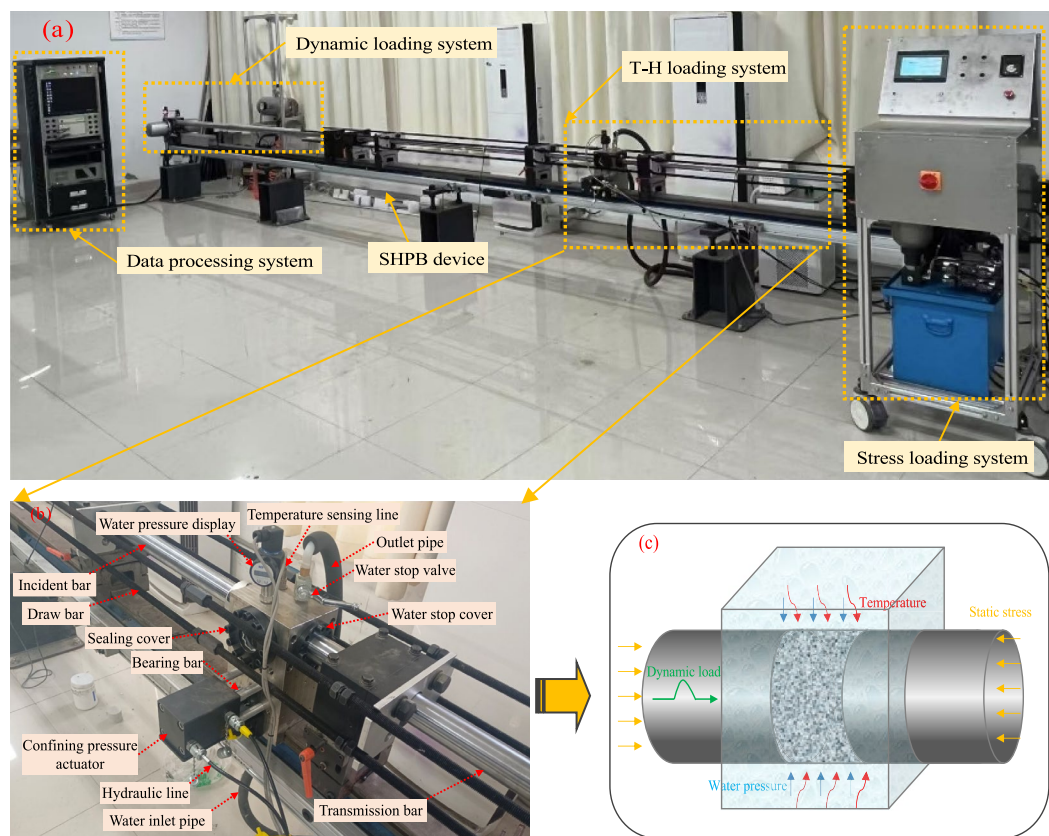 (a)
Dynamic loading system
T-H loading system
Data processing system
SHPB device
Stress loading system
(b)
Water pressure display
Temperature sensing line
Outlet pipe
Water stop valve
Incident bar
Draw bar
Water stop cover
Sealing cover
Bearing bar
Confining pressure
actuator
Hydraulic line
Water inlet pipe
Transmission bar
(c)
Temperature
Static stress
Dynamic load
Water pressure